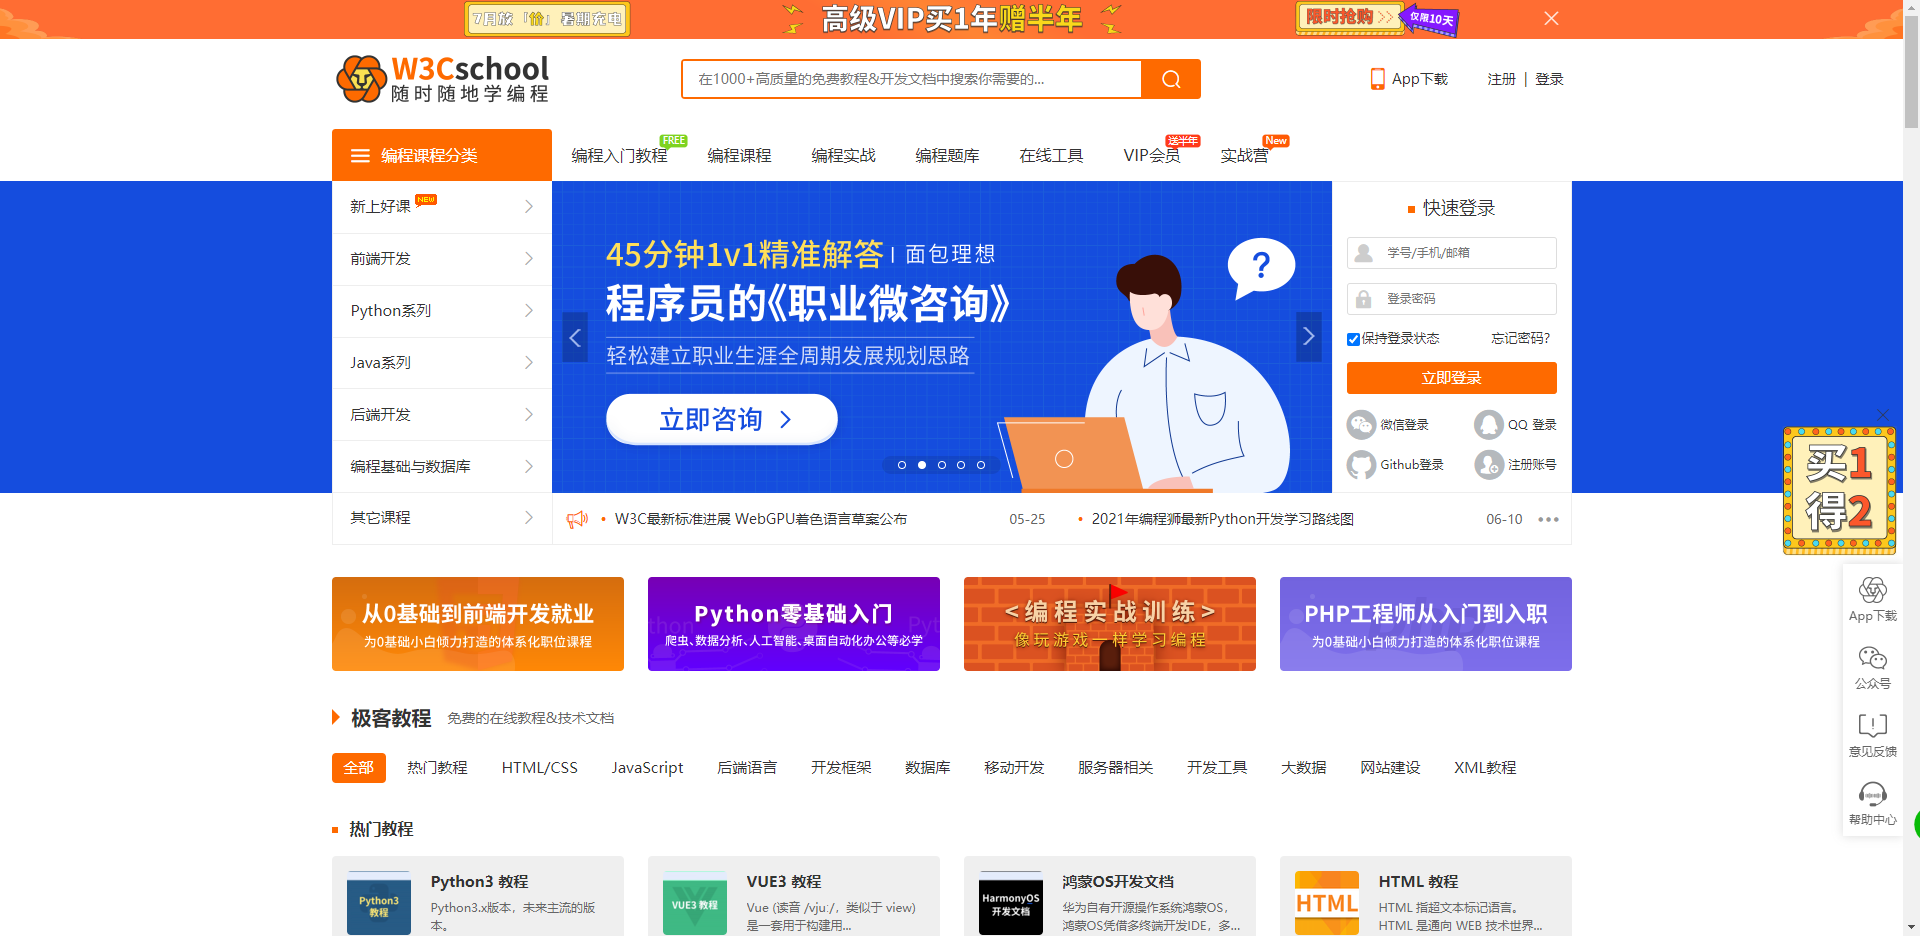 7月放「价」暑期充电
高级VIP买1年赠半年
限时抢购 >>
仅限10天
W3Cschool
随时随地学编程
在1000+高质量的免费教程&开发文档中搜索你需要的...
App下载
注册 | 登录
编程课程分类
编程入门教程 FREE
编程课程
编程实战
编程题库
在线工具
VIP会员 送半年
实战营 New
新上好课 NEW
前端开发
Python系列
Java系列
后端开发
编程基础与数据库
其它课程
45分钟1v1精准解答 | 面包理想
程序员的《职业微咨询》
轻松建立职业生涯全周期发展规划思路
立即咨询 >
?
快速登录
学号/手机/邮箱
登录密码
保持登录状态 忘记密码?
立即登录
微信登录 QQ 登录
Github登录 注册账号
• W3C最新标准进展 WebGPU着色语言草案公布 05-25
• 2021年编程狮最新Python开发学习路线图 06-10
买1
得2
App下载
公众号
意见反馈
帮助中心
从0基础到前端开发就业
为0基础小白倾力打造的体系化职位课程
Python零基础入门
爬虫、数据分析、人工智能、桌面自动化办公等必学
<编程实战训练>
像玩游戏一样学习编程
PHP工程师从入门到入职
为0基础小白倾力打造的体系化职位课程
极客教程 免费的在线教程&技术文档
全部 热门教程 HTML/CSS JavaScript 后端语言 开发框架 数据库 移动开发 服务器相关 开发工具 大数据 网站建设 XML教程
热门教程
Python3
教程
Python3 教程
Python3.x版本，未来主流的版
本。
VUE3 教程
VUE3 教程
Vue (读音 /vjuː/，类似于 view)
是一套用于构建用...
HarmonyOS
开发文档
鸿蒙OS开发文档
华为自有开源操作系统鸿蒙OS，
鸿蒙OS凭借多终端开发IDE，多...
HTML
HTML 教程
HTML 指超文本标记语言。
HTML 是通向 WEB 技术世界...